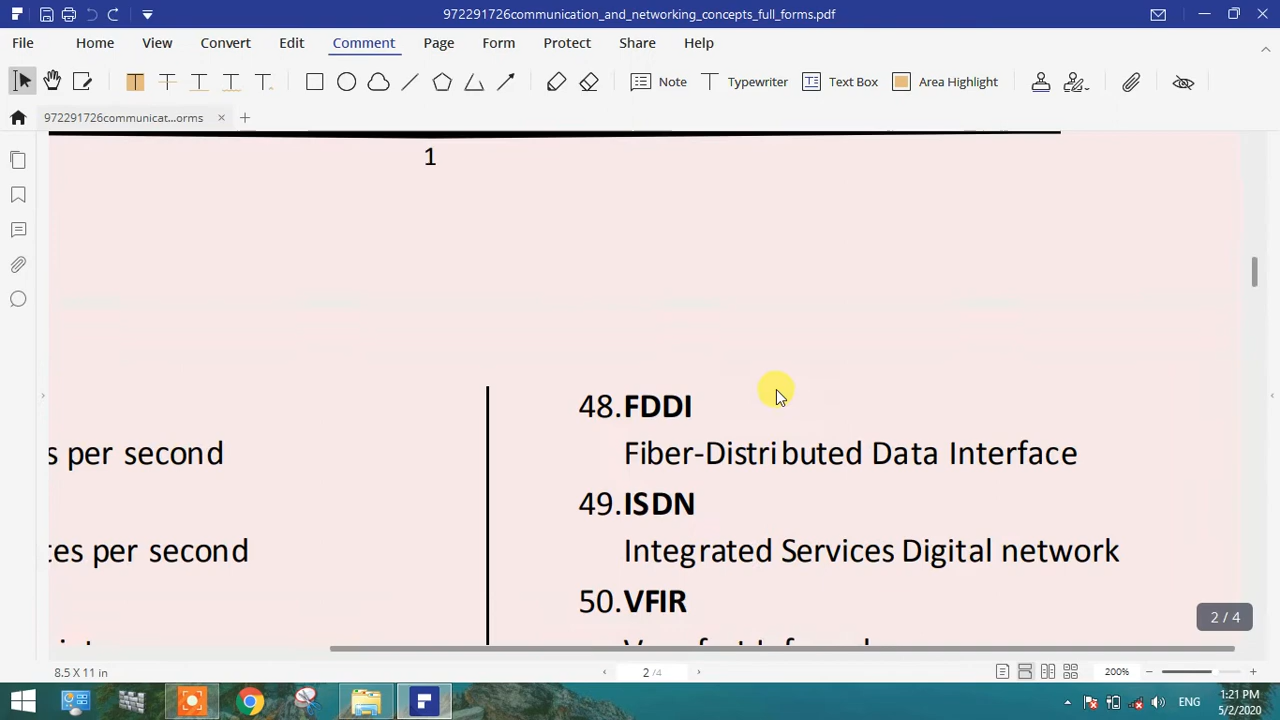 972291726communication_and_networking_concepts_full_forms.pdf
File Home View Convert Edit Comment Page Form Protect Share Help
Note Typewriter Text Box Area Highlight
972291726communicat...orms
1
s per second
tes per second
48.FDDI
Fiber-Distributed Data Interface
49.ISDN
Integrated Services Digital network
50.VFIR
2 / 4
8.5 X 11 in
2 /4
200%
ENG
1:21 PM
5/2/2020